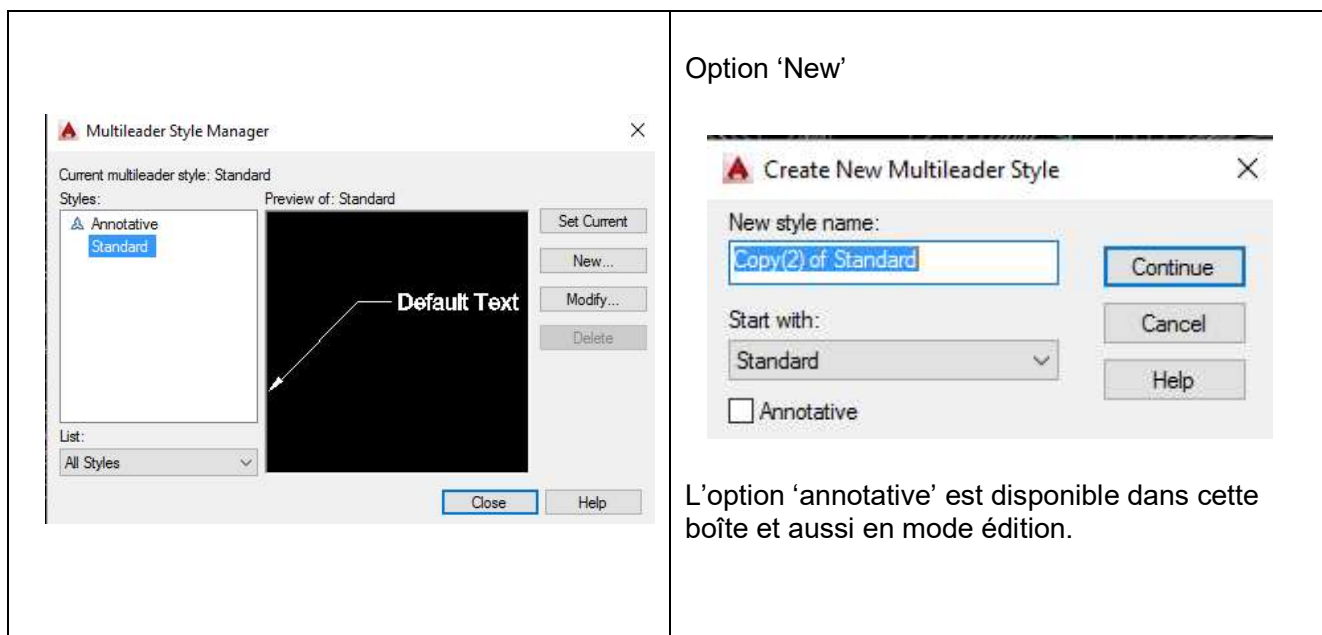 Multileader Style Manager
Current multileader style: Standard
Styles:
Annotative
Standard
Preview of: Standard
Default Text
Set Current
New...
Modify...
Delete
List:
All Styles
Close
Help
Option ‘New’
Create New Multileader Style
New style name:
Copy(2) of Standard
Continue
Start with:
Cancel
Standard
Help
Annotative
L’option ‘annotative’ est disponible dans cette
boîte et aussi en mode édition.